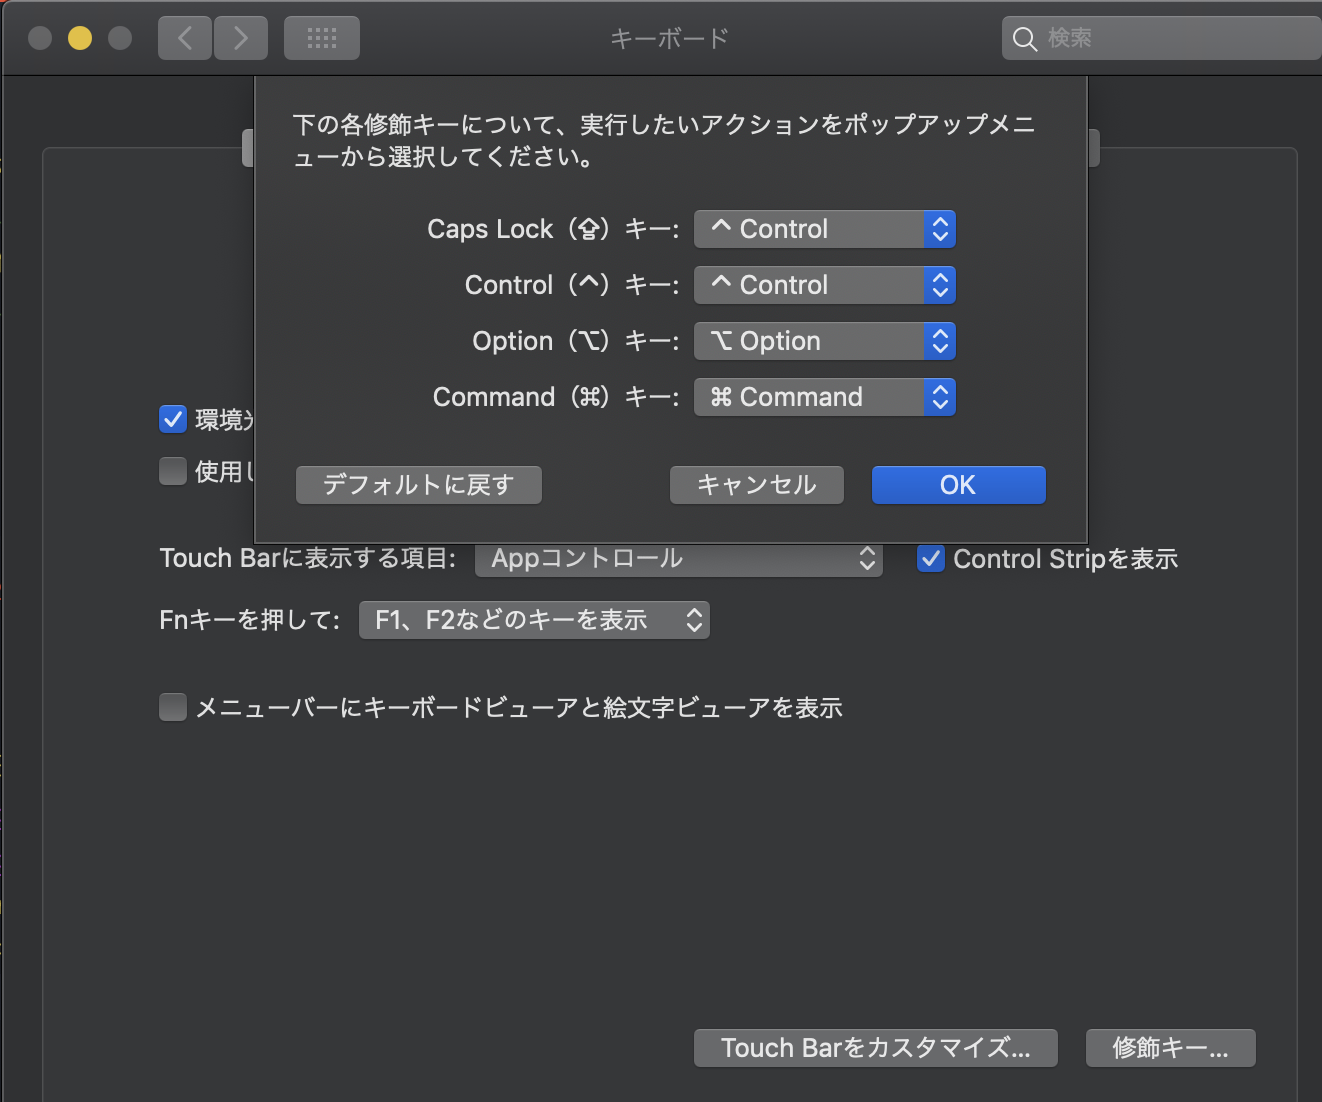 キーボード
検索
下の各修飾キーについて、実行したいアクションをポップアップメニ
ューから選択してください。
Caps Lock（⇪）キー: ^ Control
Control（^）キー: ^ Control
Option（⌥）キー: ⌥ Option
Command（⌘）キー: ⌘ Command
デフォルトに戻す キャンセル OK
環境光
使用し
Touch Barに表示する項目: Appコントロール Control Stripを表示
Fnキーを押して: F1、F2などのキーを表示
メニューバーにキーボードビューアと絵文字ビューアを表示
Touch Barをカスタマイズ... 修飾キー...